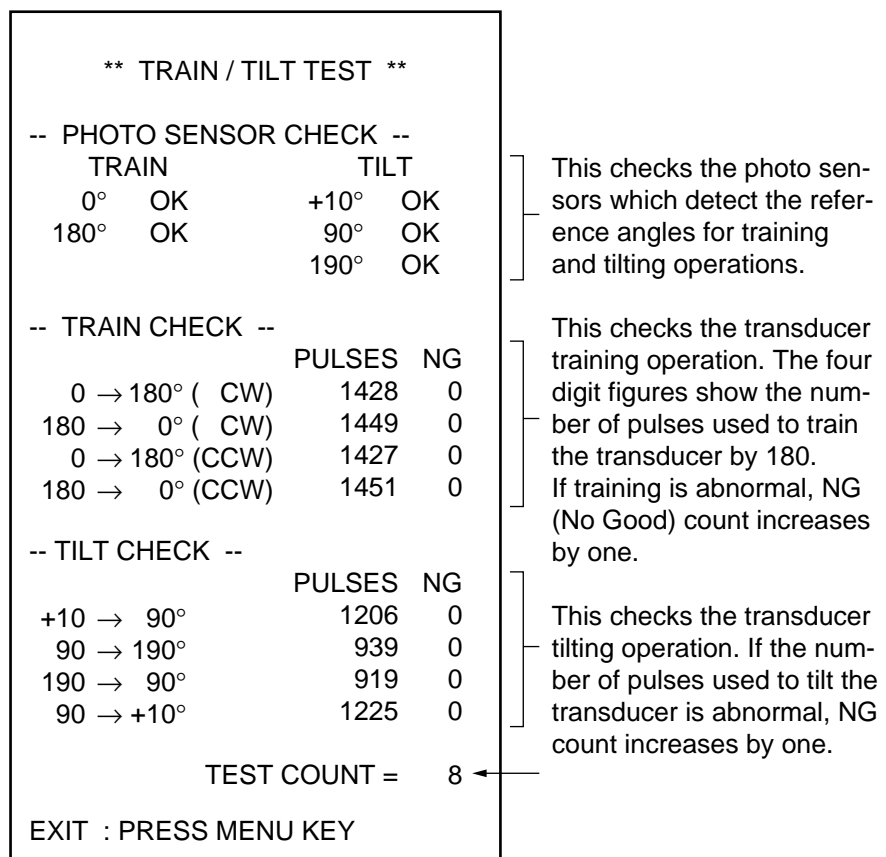 ** TRAIN / TILT TEST **
-- PHOTO SENSOR CHECK --
TRAIN TILT
0° OK +10° OK
180° OK 90° OK
190° OK
This checks the photo sen-
sors which detect the refer-
ence angles for training
and tilting operations.
-- TRAIN CHECK --
PULSES NG
0 → 180° ( CW) 1428 0
180 → 0° ( CW) 1449 0
0 → 180° (CCW) 1427 0
180 → 0° (CCW) 1451 0
This checks the transducer
training operation. The four
digit figures show the num-
ber of pulses used to train
the transducer by 180.
If training is abnormal, NG
(No Good) count increases
by one.
-- TILT CHECK --
PULSES NG
+10 → 90° 1206 0
90 → 190° 939 0
190 → 90° 919 0
90 → +10° 1225 0
This checks the transducer
tilting operation. If the num-
ber of pulses used to tilt the
transducer is abnormal, NG
count increases by one.
TEST COUNT = 8
EXIT : PRESS MENU KEY